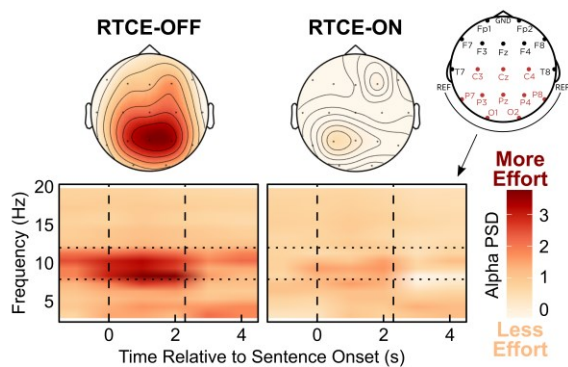 RTCE-OFF
RTCE-ON
GND
Fp1
Fp2
F7
F3
Fz
F4
F8
T7
C3
Cz
C4
T8
REF
REF
P7
P3
Pz
P4
P8
O1
O2
Frequency (Hz)
20
15
10
5
0
2
4
0
2
4
Time Relative to Sentence Onset (s)
More
Effort
Alpha PSD
3
2
1
0
Less
Effort